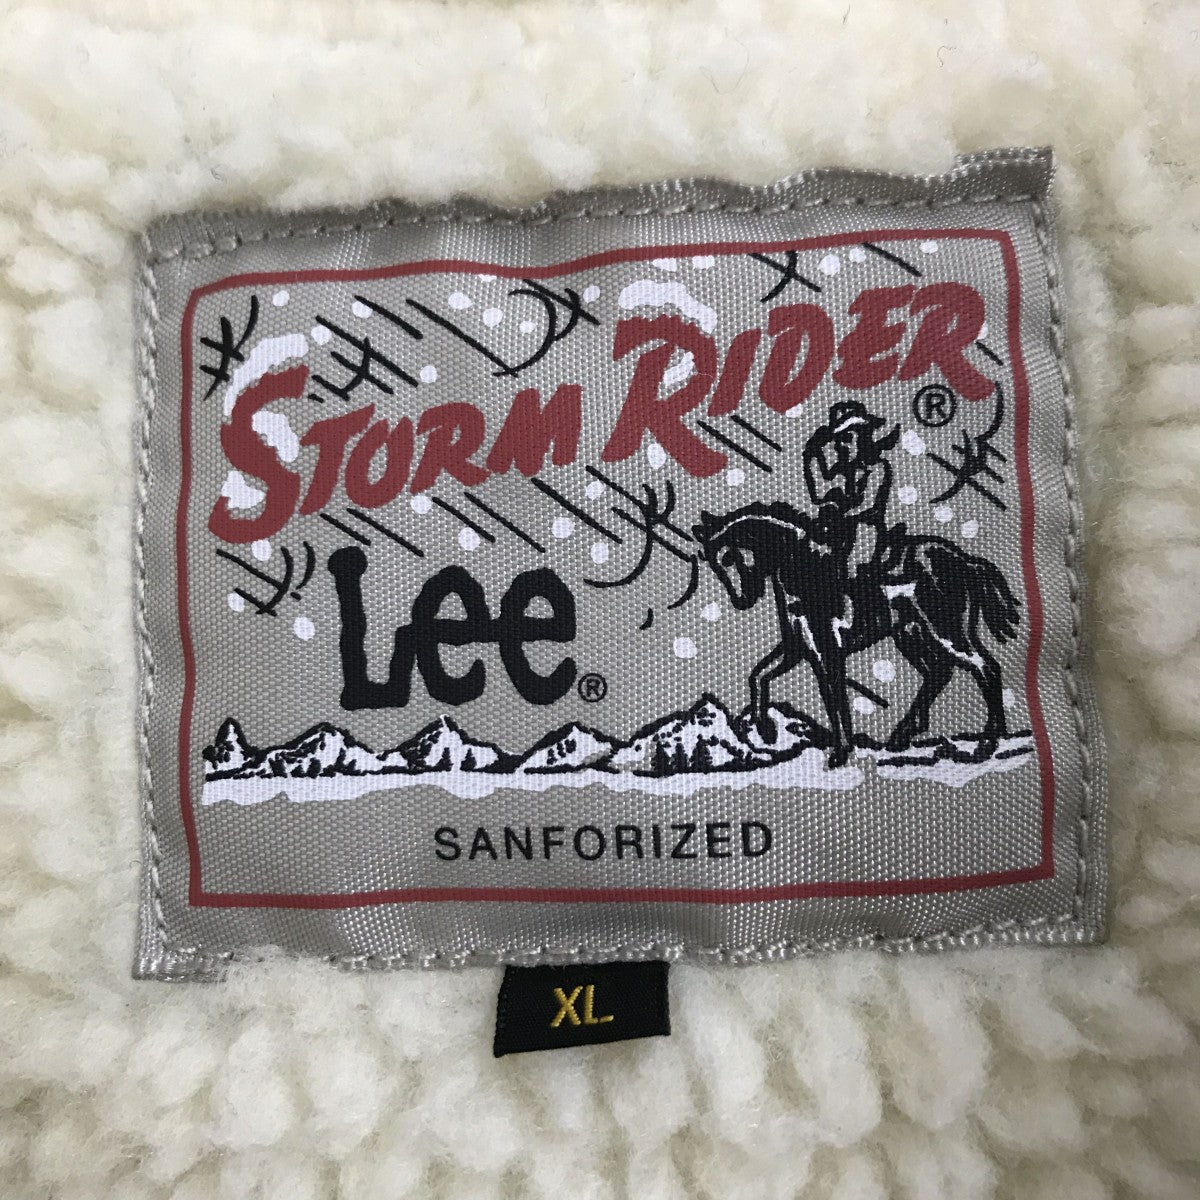 STORM RIDER®
Lee®
SANFORIZED
XL